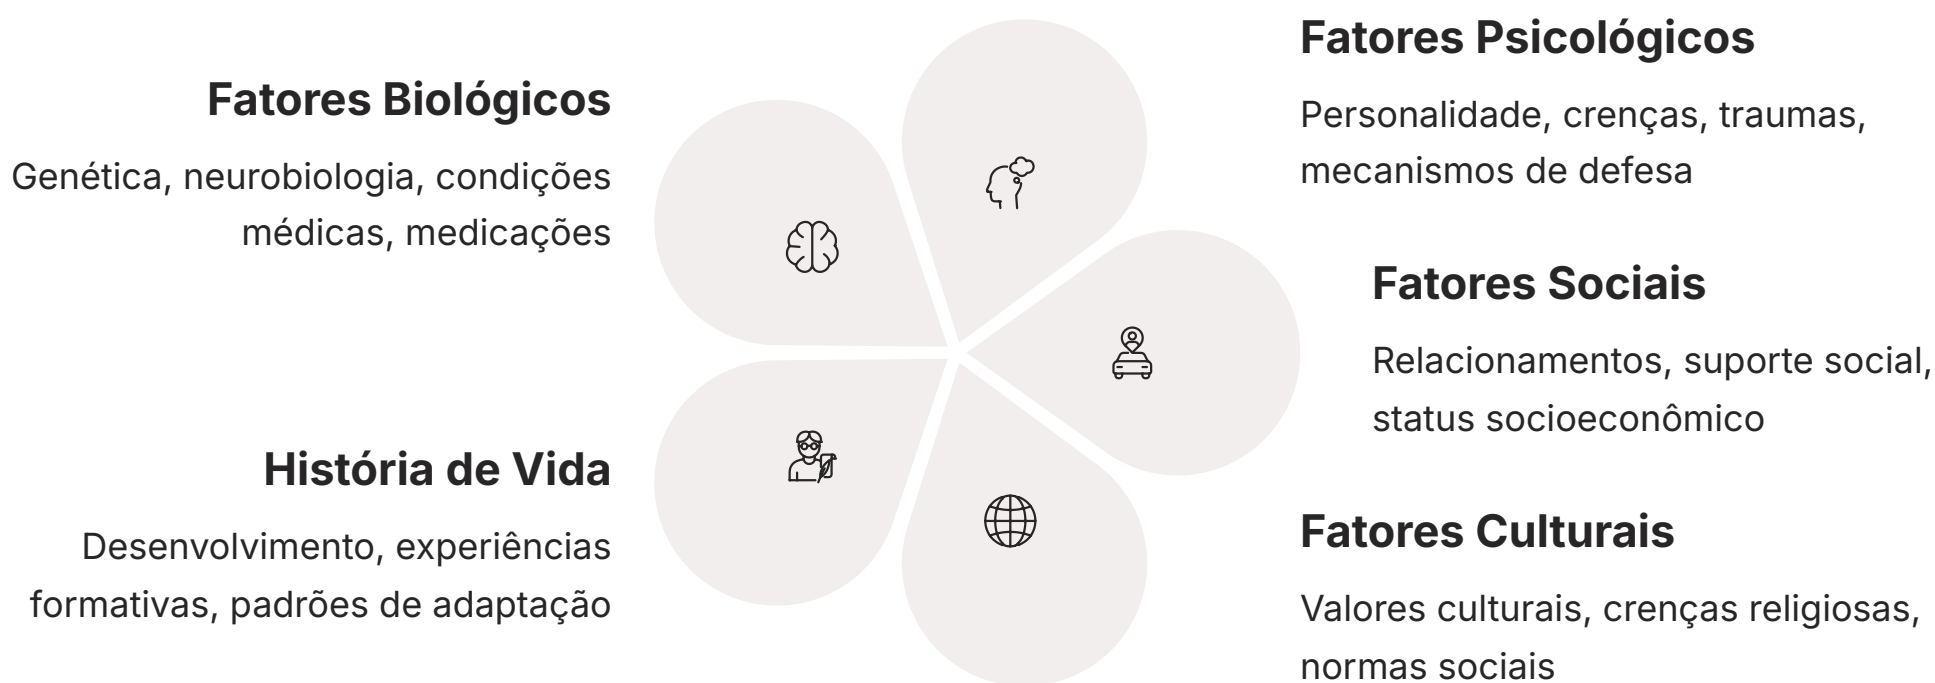 Fatores Biológicos
Genética, neurobiologia, condições
médicas, medicações
Fatores Psicológicos
Personalidade, crenças, traumas,
mecanismos de defesa
Fatores Sociais
Relacionamentos, suporte social,
status socioeconômico
História de Vida
Desenvolvimento, experiências
formativas, padrões de adaptação
Fatores Culturais
Valores culturais, crenças religiosas,
normas sociais